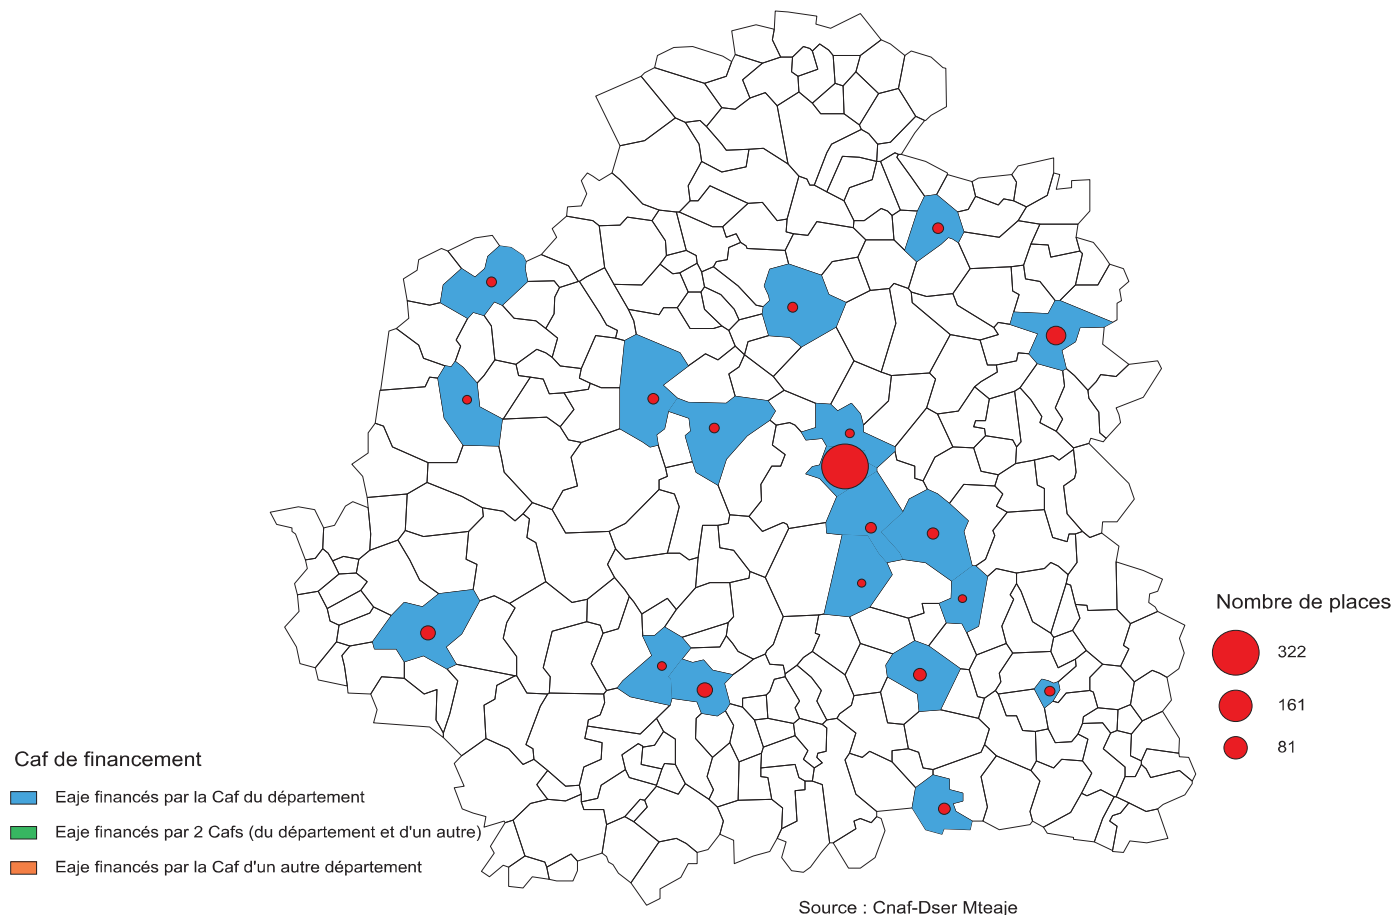 Nombre de places
322
161
81
Caf de financement
Eaje financés par la Caf du département
Eaje financés par 2 Cafs (du département et d'un autre)
Eaje financés par la Caf d'un autre département
Source : Cnaf-Dser Mteaje